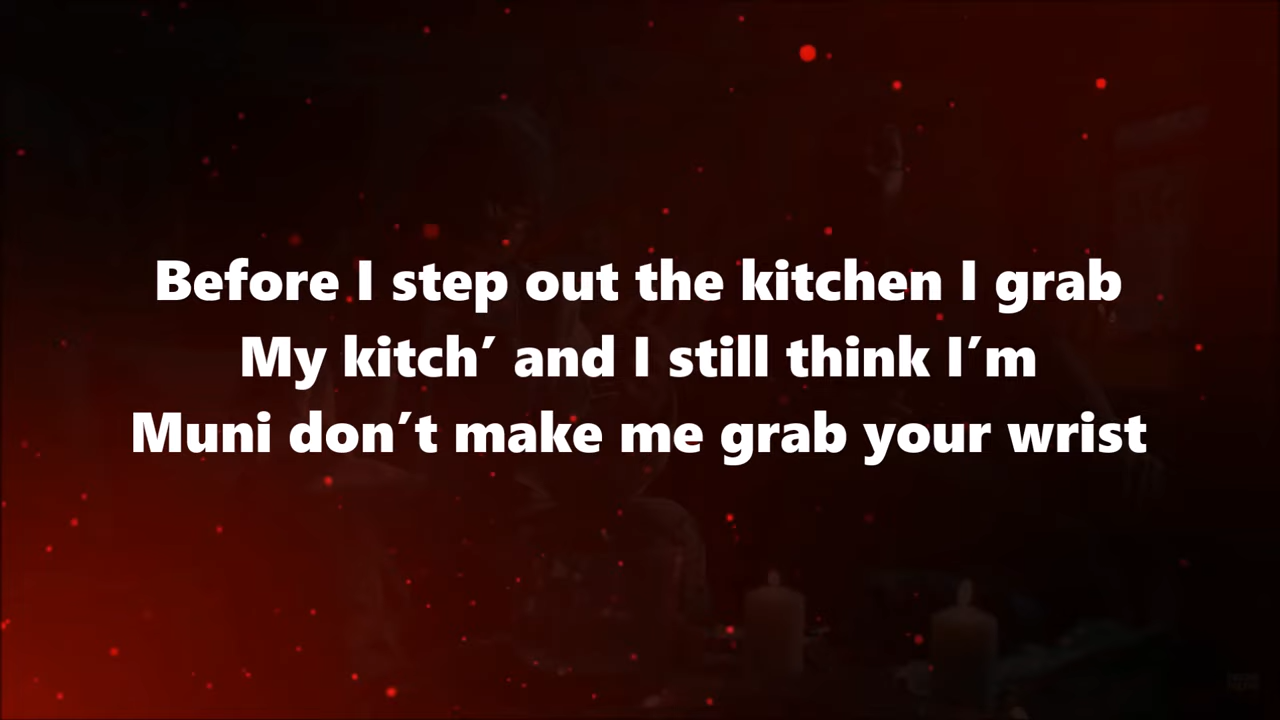 Before I step out the kitchen I grab
My kitch’ and I still think I’m
Muni don’t make me grab your wrist